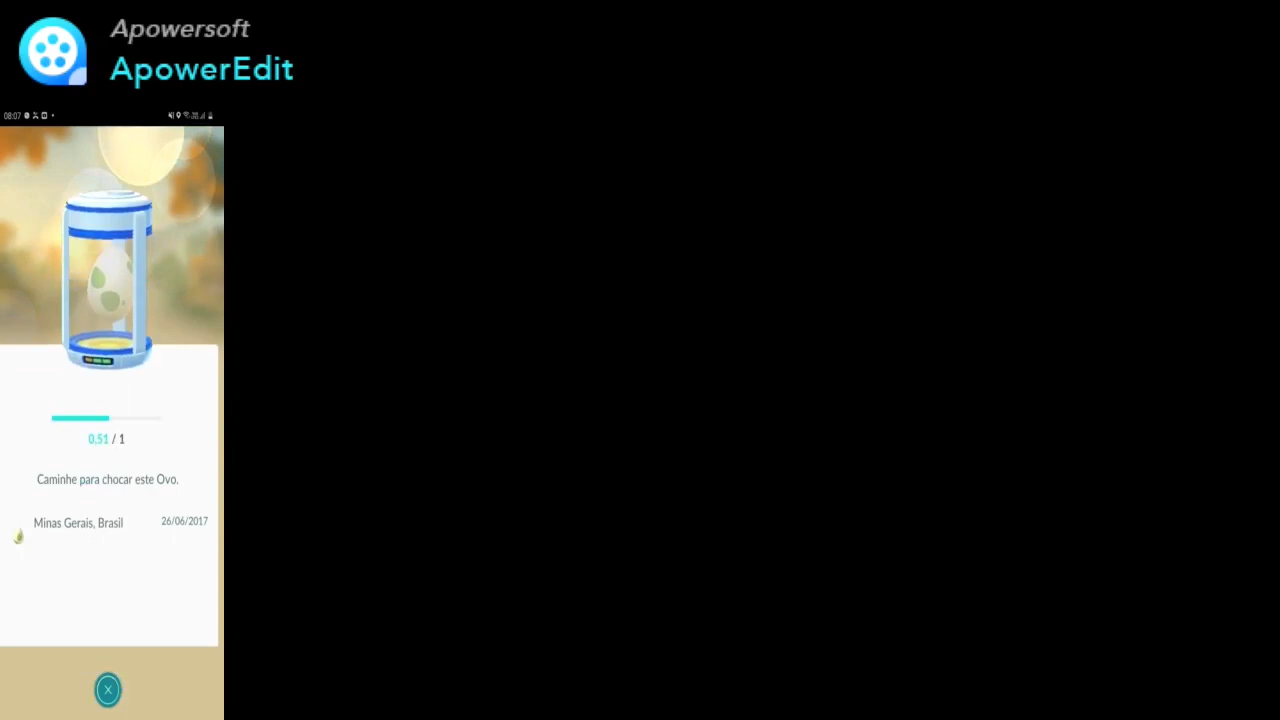 Apowersoft
ApowerEdit
08:07
0.51 / 1
Caminhe para chocar este Ovo.
Minas Gerais, Brasil
26/06/2017
X